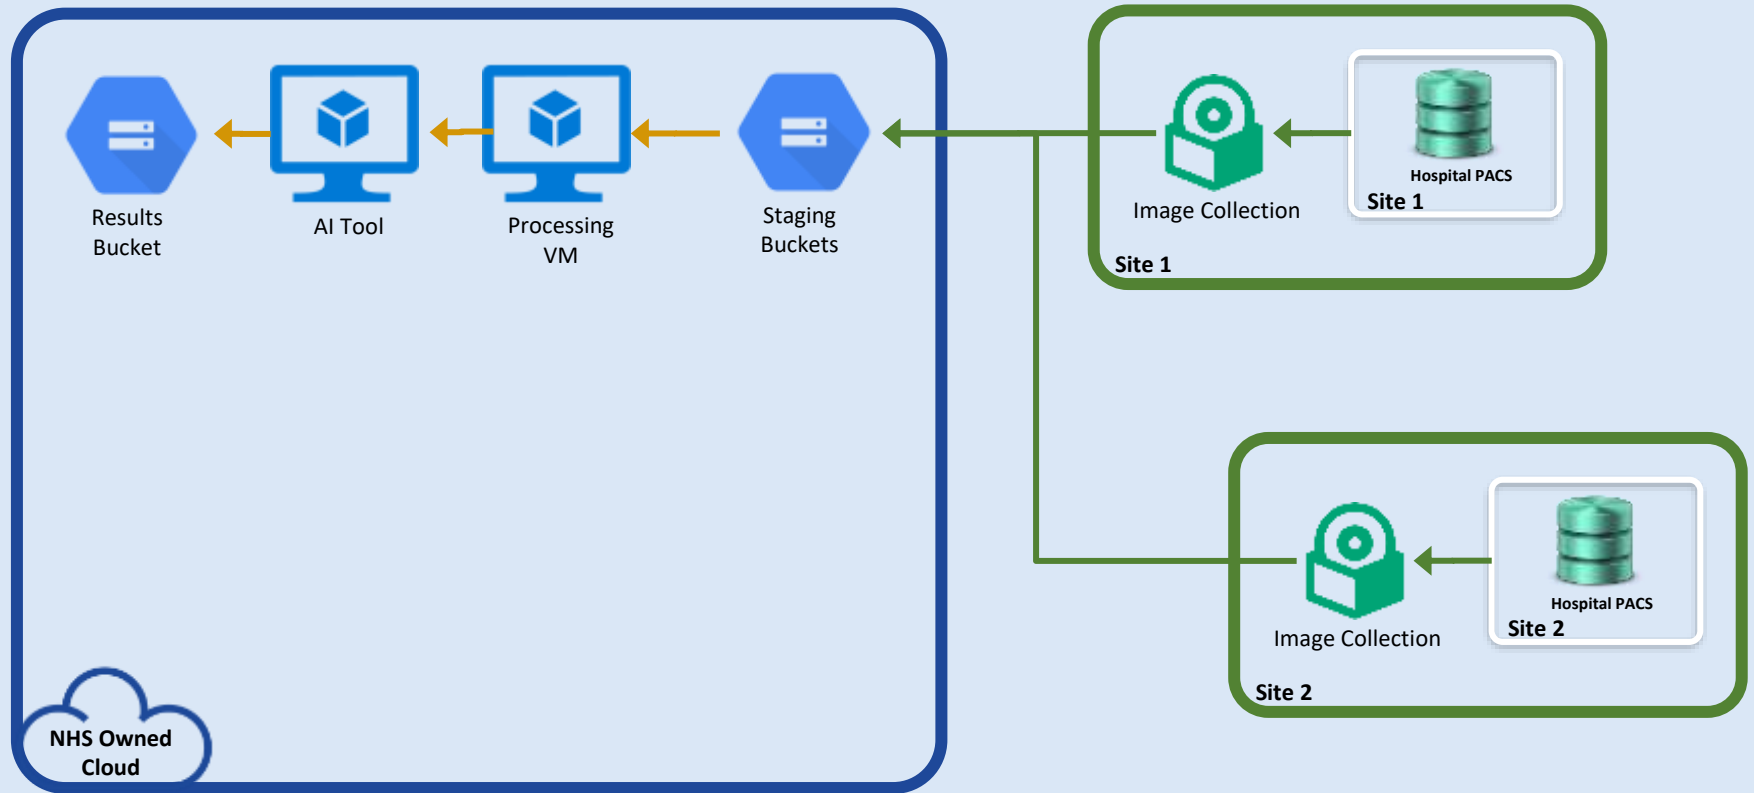 Results
Bucket
AI Tool
Processing
VM
Staging
Buckets
Image Collection
Hospital PACS
Site 1
Site 1
Image Collection
Hospital PACS
Site 2
Site 2
NHS Owned
Cloud